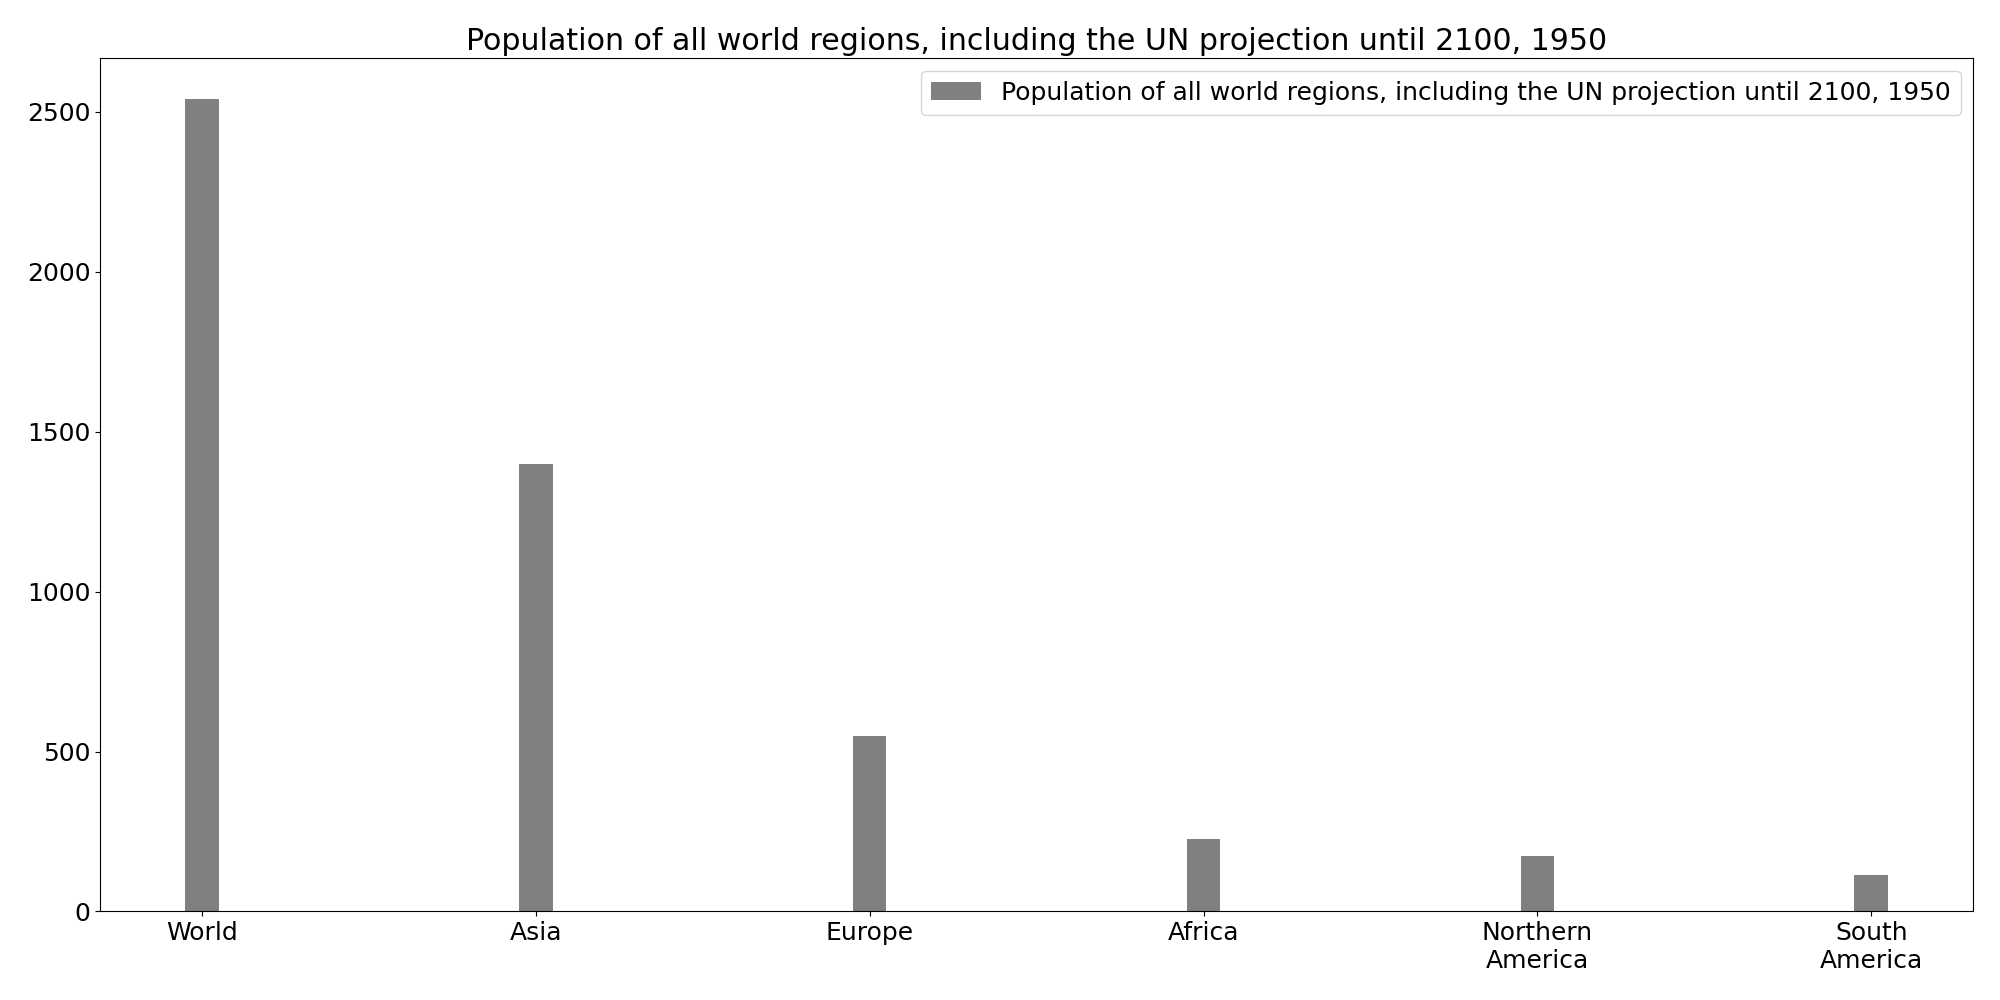 Population of all world regions, including the UN projection until 2100, 1950
Population of all world regions, including the UN projection until 2100, 1950
2500
2000
1500
1000
500
0
World
Asia
Europe
Africa
Northern
America
South
America